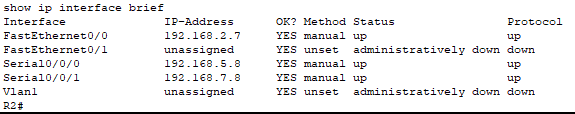 show ip interface brief
Interface IP-Address OK? Method Status Protocol
FastEthernet0/0 192.168.2.7 YES manual up up
FastEthernet0/1 unassigned YES unset administratively down down
Serial0/0/0 192.168.5.8 YES manual up up
Serial0/0/1 192.168.7.8 YES manual up up
Vlan1 unassigned YES unset administratively down down
R2#